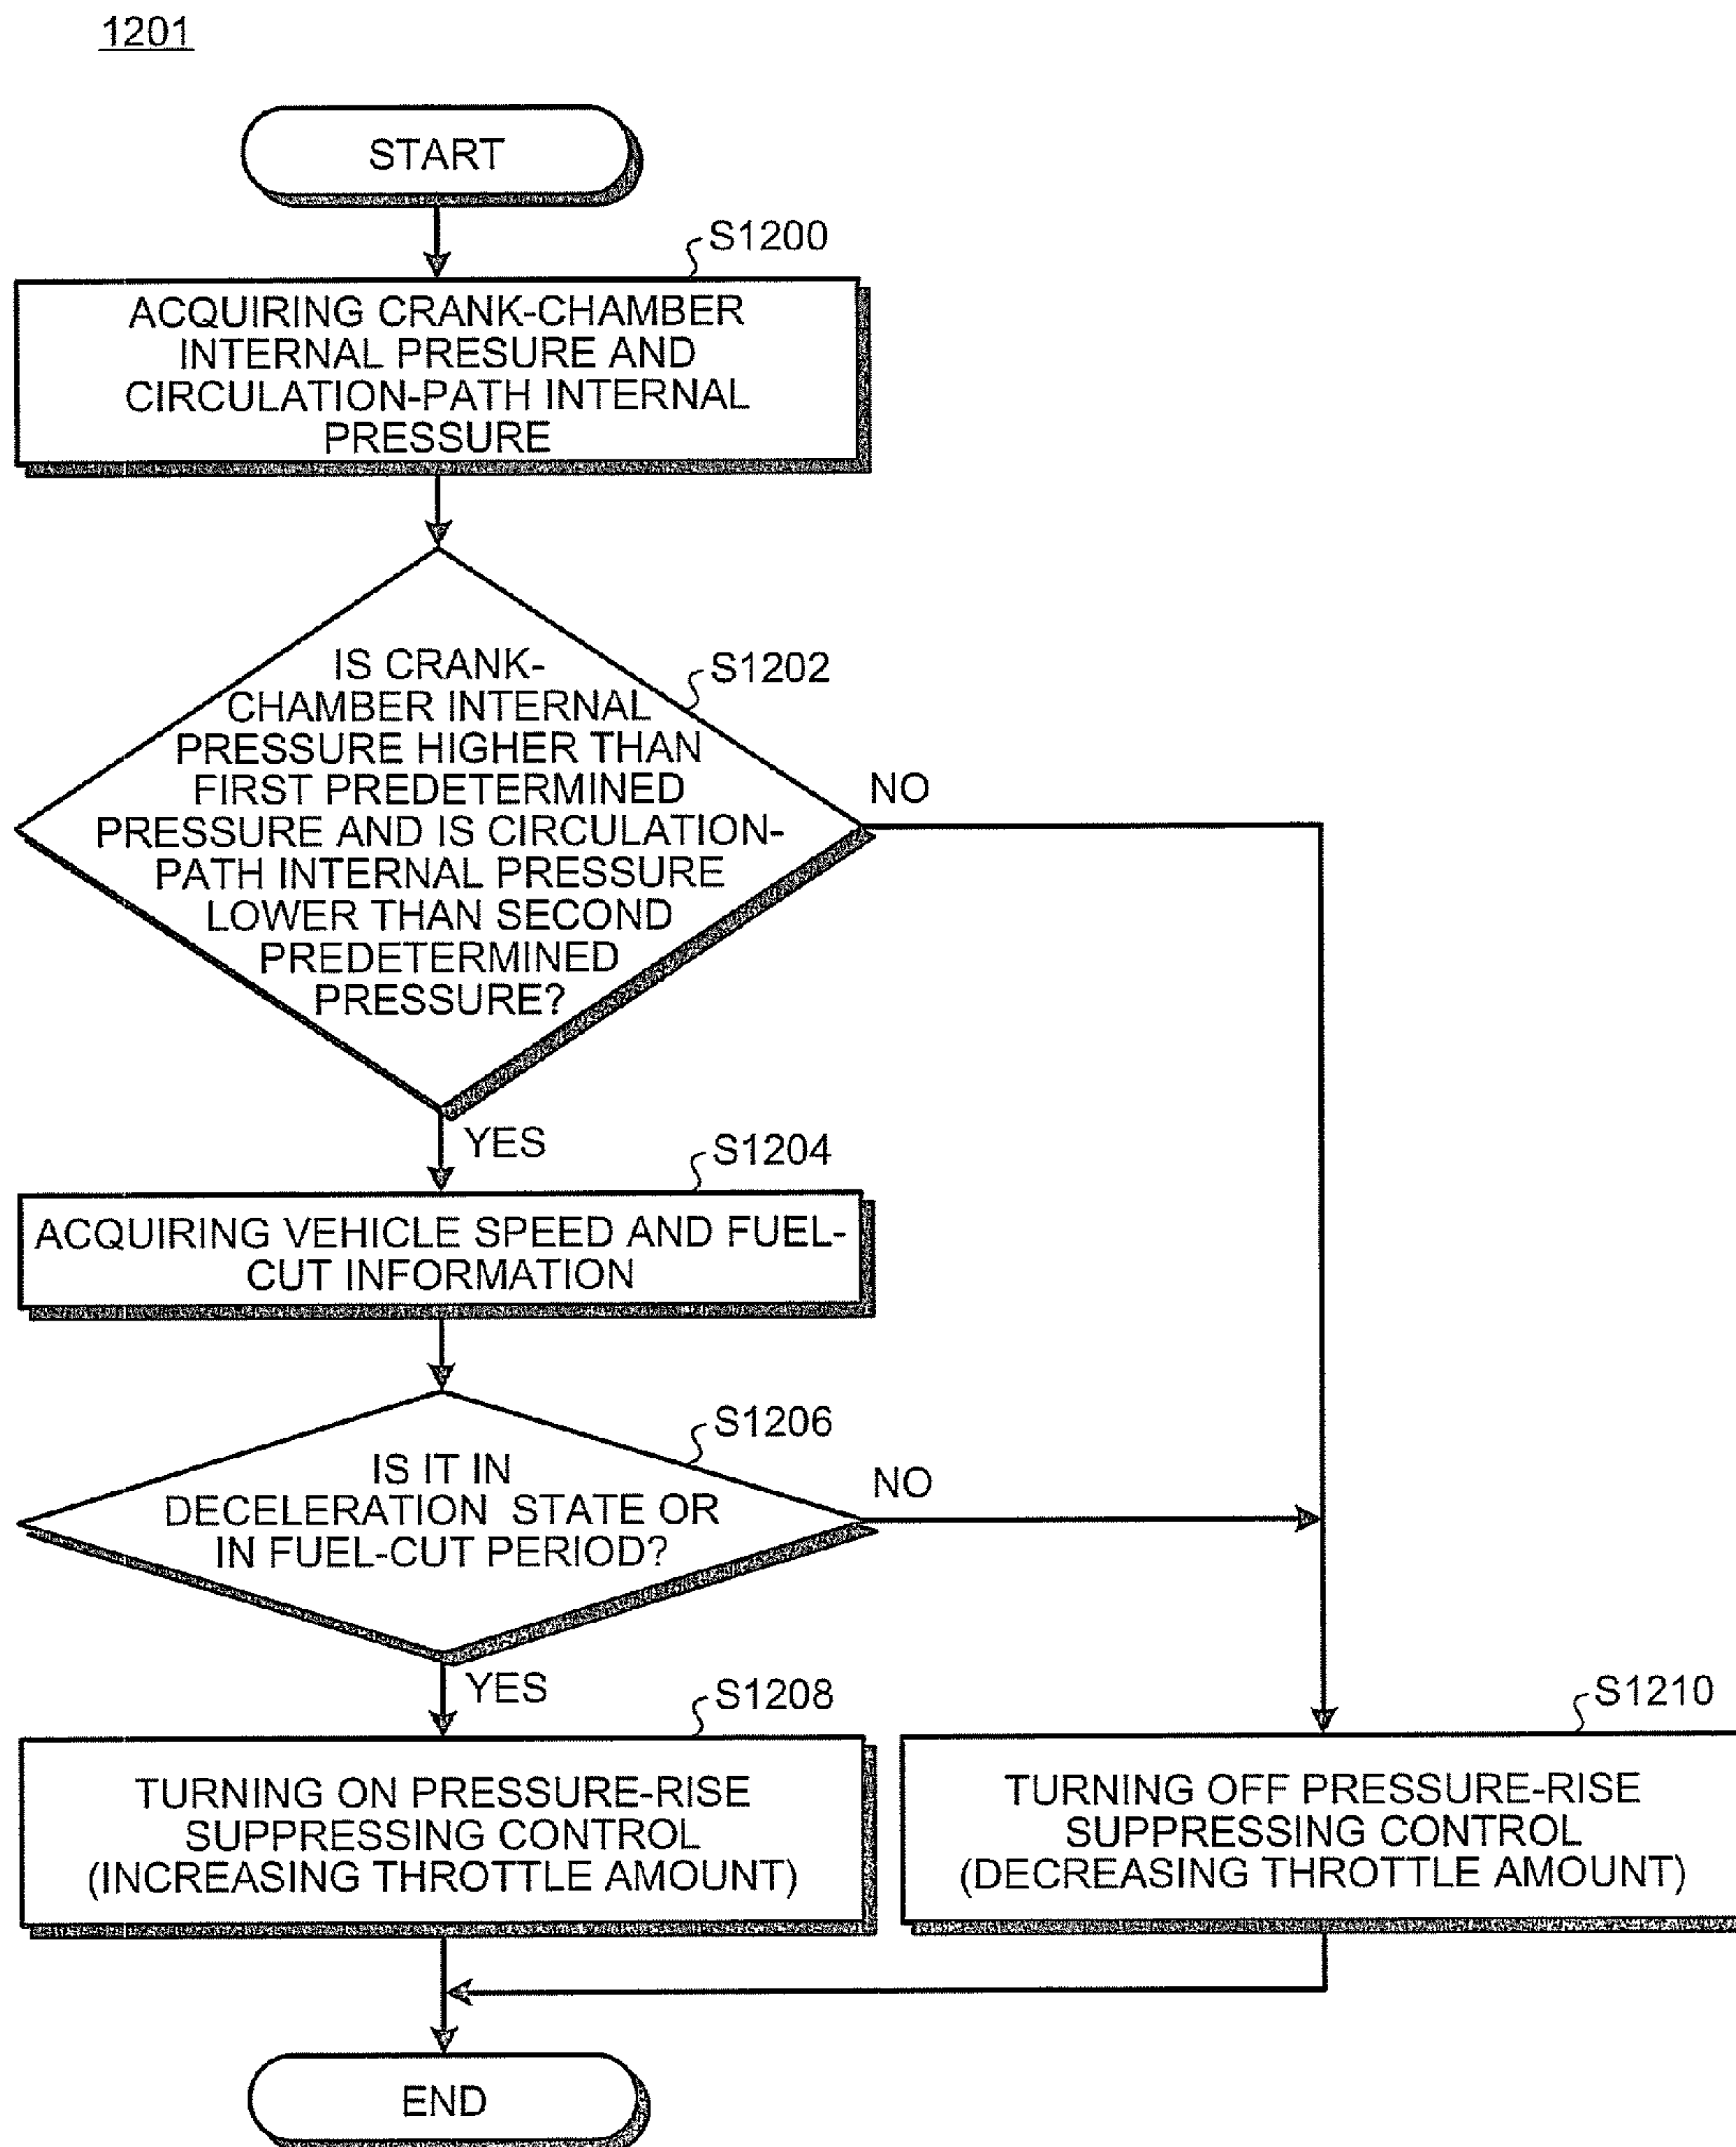 1201
START
S1200
ACQUIRING CRANK-CHAMBER
INTERNAL PRESURE AND
CIRCULATION-PATH INTERNAL
PRESSURE
S1202
IS CRANK-
CHAMBER INTERNAL
PRESSURE HIGHER THAN
FIRST PREDETERMINED
PRESSURE AND IS CIRCULATION-
PATH INTERNAL PRESSURE
LOWER THAN SECOND
PREDETERMINED
PRESSURE?
NO
YES
S1204
ACQUIRING VEHICLE SPEED AND FUEL-
CUT INFORMATION
S1206
IS IT IN
DECELERATION STATE OR
IN FUEL-CUT PERIOD?
NO
YES
S1208
TURNING ON PRESSURE-RISE
SUPPRESSING CONTROL
(INCREASING THROTTLE AMOUNT)
S1210
TURNING OFF PRESSURE-RISE
SUPPRESSING CONTROL
(DECREASING THROTTLE AMOUNT)
END